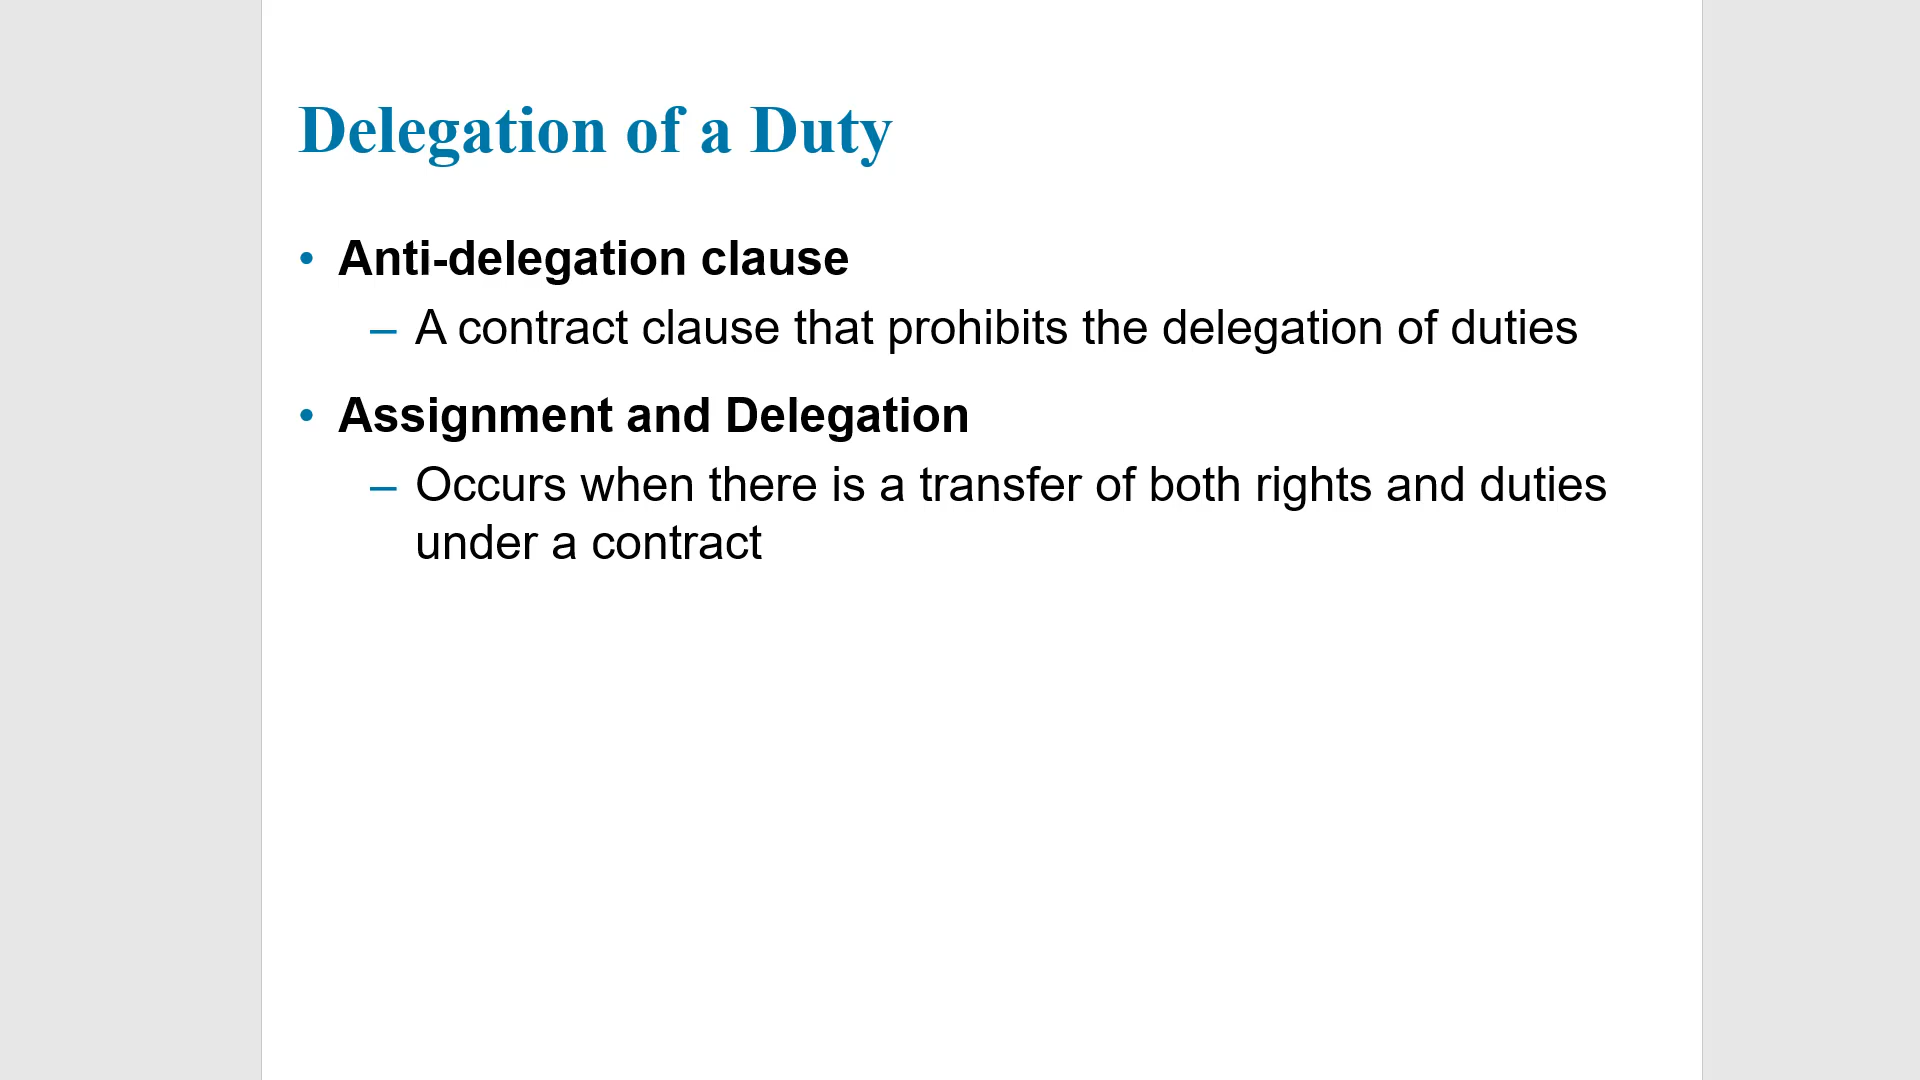 Delegation of a Duty
• Anti-delegation clause
– A contract clause that prohibits the delegation of duties
• Assignment and Delegation
– Occurs when there is a transfer of both rights and duties
under a contract